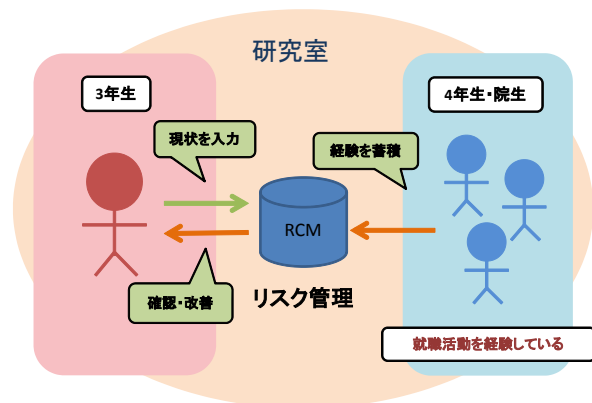 研究室
3年生
4年生・院生
現状を入力
経験を蓄積
RCM
確認・改善
リスク管理
就職活動を経験している